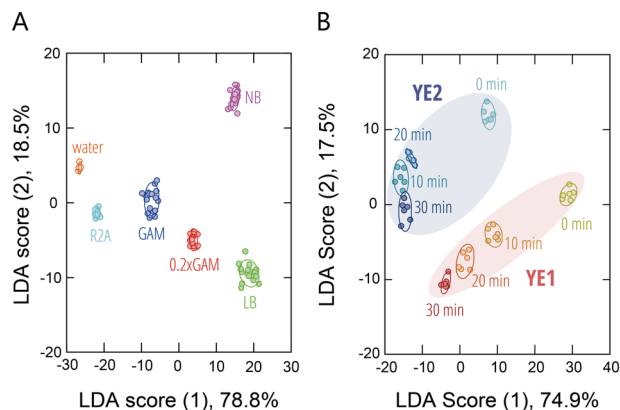 A
LDA score (2), 18.5%
20
10
0
-10
-20
-30
-20
-10
0
10
20
30
LDA score (1), 78.8%
NB
water
R2A
GAM
0.2xGAM
LB
B
LDA Score (2), 17.5%
20
10
0
-10
-20
-20
-10
0
10
20
30
40
LDA Score (1), 74.9%
YE2
0 min
20 min
10 min
30 min
0 min
10 min
20 min
YE1
30 min